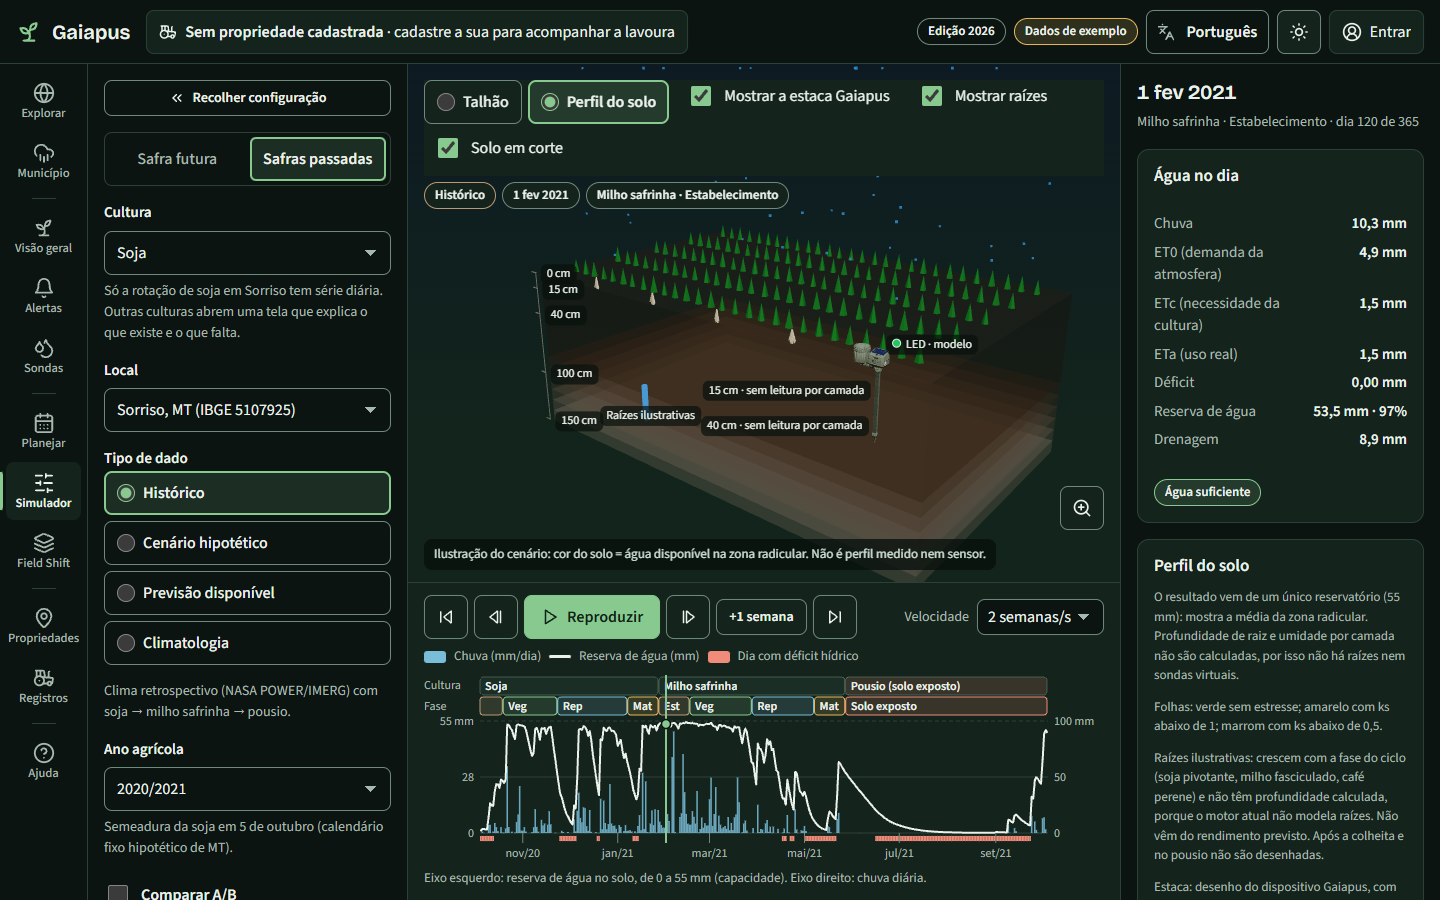 Gaiapus
Sem propriedade cadastrada · cadastre a sua para acompanhar a lavoura
Edição 2026
Dados de exemplo
Português
Entrar
Explorar
Município
Visão geral
Alertas
Sondas
Planejar
Simulador
Field Shift
Propriedades
Registros
Ajuda
Recolher configuração
Safra futura
Safras passadas
Cultura
Soja
Só a rotação de soja em Sorriso tem série diária.
Outras culturas abrem uma tela que explica o
que existe e o que falta.
Local
Sorriso, MT (IBGE 5107925)
Tipo de dado
Histórico
Cenário hipotético
Previsão disponível
Climatologia
Clima retrospectivo (NASA POWER/IMERG) com
soja → milho safrinha → pousio.
Ano agrícola
2020/2021
Semeadura da soja em 5 de outubro (calendário
fixo hipotético de MT).
Comparar A/B
Talhão
Perfil do solo
Mostrar a estaca Gaiapus
Mostrar raízes
Solo em corte
Histórico
1 fev 2021
Milho safrinha · Estabelecimento
0 cm
15 cm
40 cm
100 cm
150 cm
LED · modelo
15 cm · sem leitura por camada
Raízes ilustrativas
40 cm · sem leitura por camada
Ilustração do cenário: cor do solo = água disponível na zona radicular. Não é perfil medido nem sensor.
Reproduzir
+1 semana
Velocidade
2 semanas/s
Chuva (mm/dia)
Reserva de água (mm)
Dia com déficit hídrico
Cultura
Soja
Milho safrinha
Pousio (solo exposto)
Fase
Veg
Rep
Mat
Est
Veg
Rep
Mat
Solo exposto
55 mm
28
0
100 mm
50
0
nov/20
jan/21
mar/21
mai/21
jul/21
set/21
Eixo esquerdo: reserva de água no solo, de 0 a 55 mm (capacidade). Eixo direito: chuva diária.
1 fev 2021
Milho safrinha · Estabelecimento · dia 120 de 365
Água no dia
Chuva 10,3 mm
ET0 (demanda da 4,9 mm
atmosfera)
ETc (necessidade da 1,5 mm
cultura)
ETa (uso real) 1,5 mm
Déficit 0,00 mm
Reserva de água 53,5 mm · 97%
Drenagem 8,9 mm
Água suficiente
Perfil do solo
O resultado vem de um único reservatório (55
mm): mostra a média da zona radicular.
Profundidade de raiz e umidade por camada
não são calculadas, por isso não há raízes nem
sondas virtuais.
Folhas: verde sem estresse; amarelo com ks
abaixo de 1; marrom com ks abaixo de 0,5.
Raízes ilustrativas: crescem com a fase do ciclo
(soja pivotante, milho fasciculado, café
perene) e não têm profundidade calculada,
porque o motor atual não modela raízes. Não
vêm do rendimento previsto. Após a colheita e
no pousio não são desenhadas.
Estaca: desenho do dispositivo Gaiapus, com